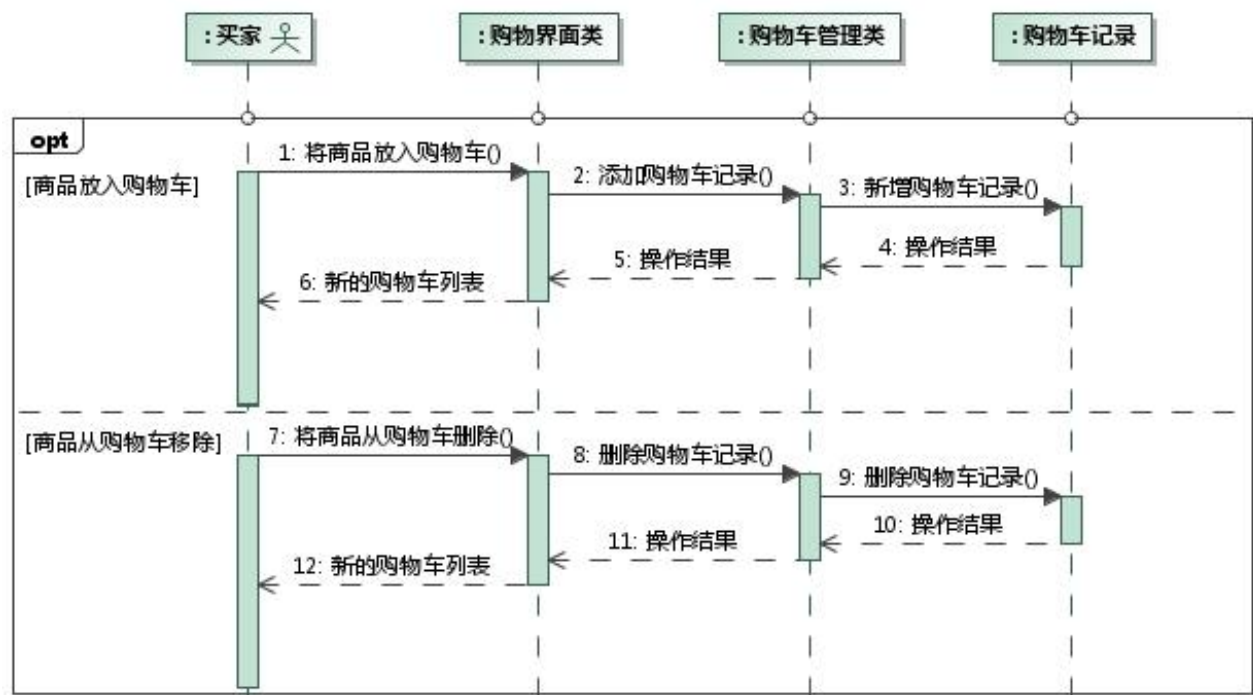 :买家
:购物界面类
:购物车管理类
:购物车记录
opt
1: 将商品放入购物车()
[商品放入购物车]
2: 添加购物车记录()
3: 新增购物车记录()
4: 操作结果
5: 操作结果
6: 新的购物车列表
[商品从购物车移除]
7: 将商品从购物车删除()
8: 删除购物车记录()
9: 删除购物车记录()
10: 操作结果
11: 操作结果
12: 新的购物车列表